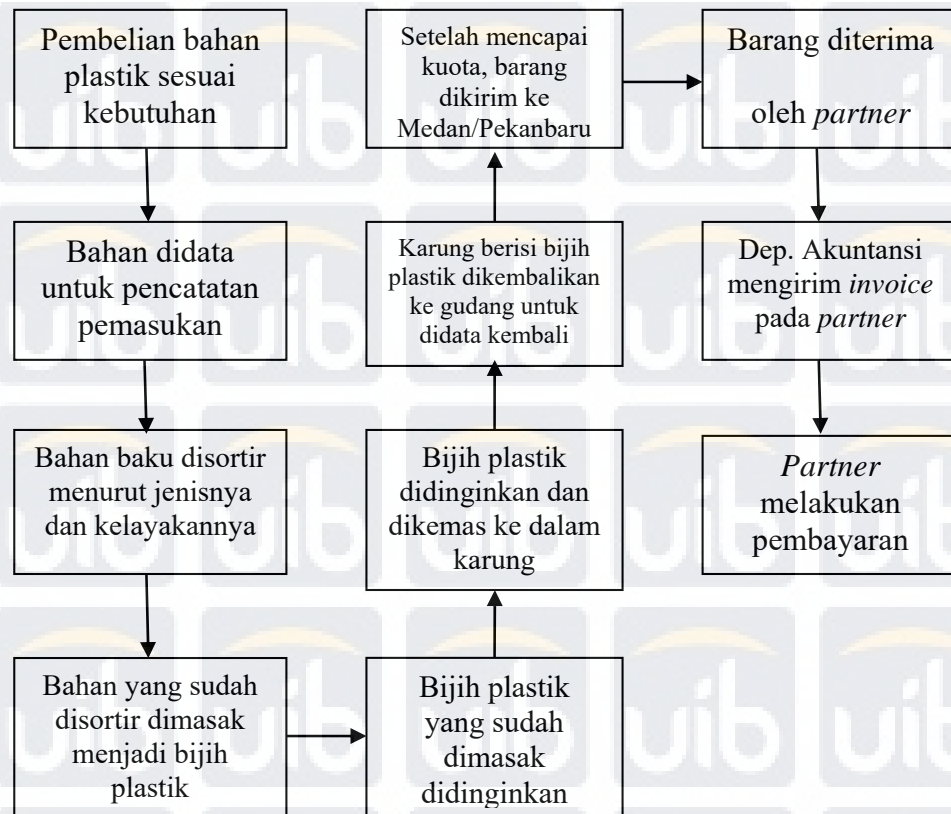 Pembelian bahan
plastik sesuai
kebutuhan
Bahan didata
untuk pencatatan
pemasukan
Bahan baku disortir
menurut jenisnya
dan kelayakannya
Bahan yang sudah
disortir dimasak
menjadi bijih
plastik
Bijih plastik
yang sudah
dimasak
didinginkan
Bijih plastik
didinginkan dan
dikemas ke dalam
karung
Karung berisi bijih
plastik dikembalikan
ke gudang untuk
didata kembali
Setelah mencapai
kuota, barang
dikirim ke
Medan/Pekanbaru
Barang diterima
oleh partner
Dep. Akuntansi
mengirim invoice
pada partner
Partner
melakukan
pembayaran